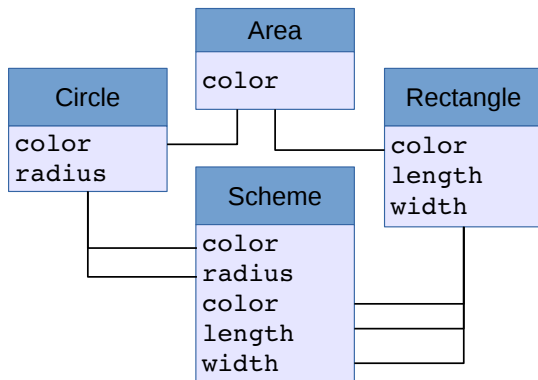 Area
color
Circle
color
radius
Rectangle
color
length
width
Scheme
color
radius
color
length
width